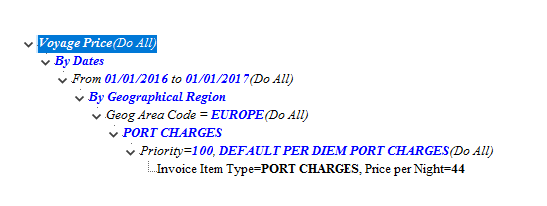 Voyage Price(Do All)
By Dates
From 01/01/2016 to 01/01/2017(Do All)
By Geographical Region
Geog Area Code = EUROPE(Do All)
PORT CHARGES
Priority=100, DEFAULT PER DIEM PORT CHARGES(Do All)
Invoice Item Type=PORT CHARGES, Price per Night=44